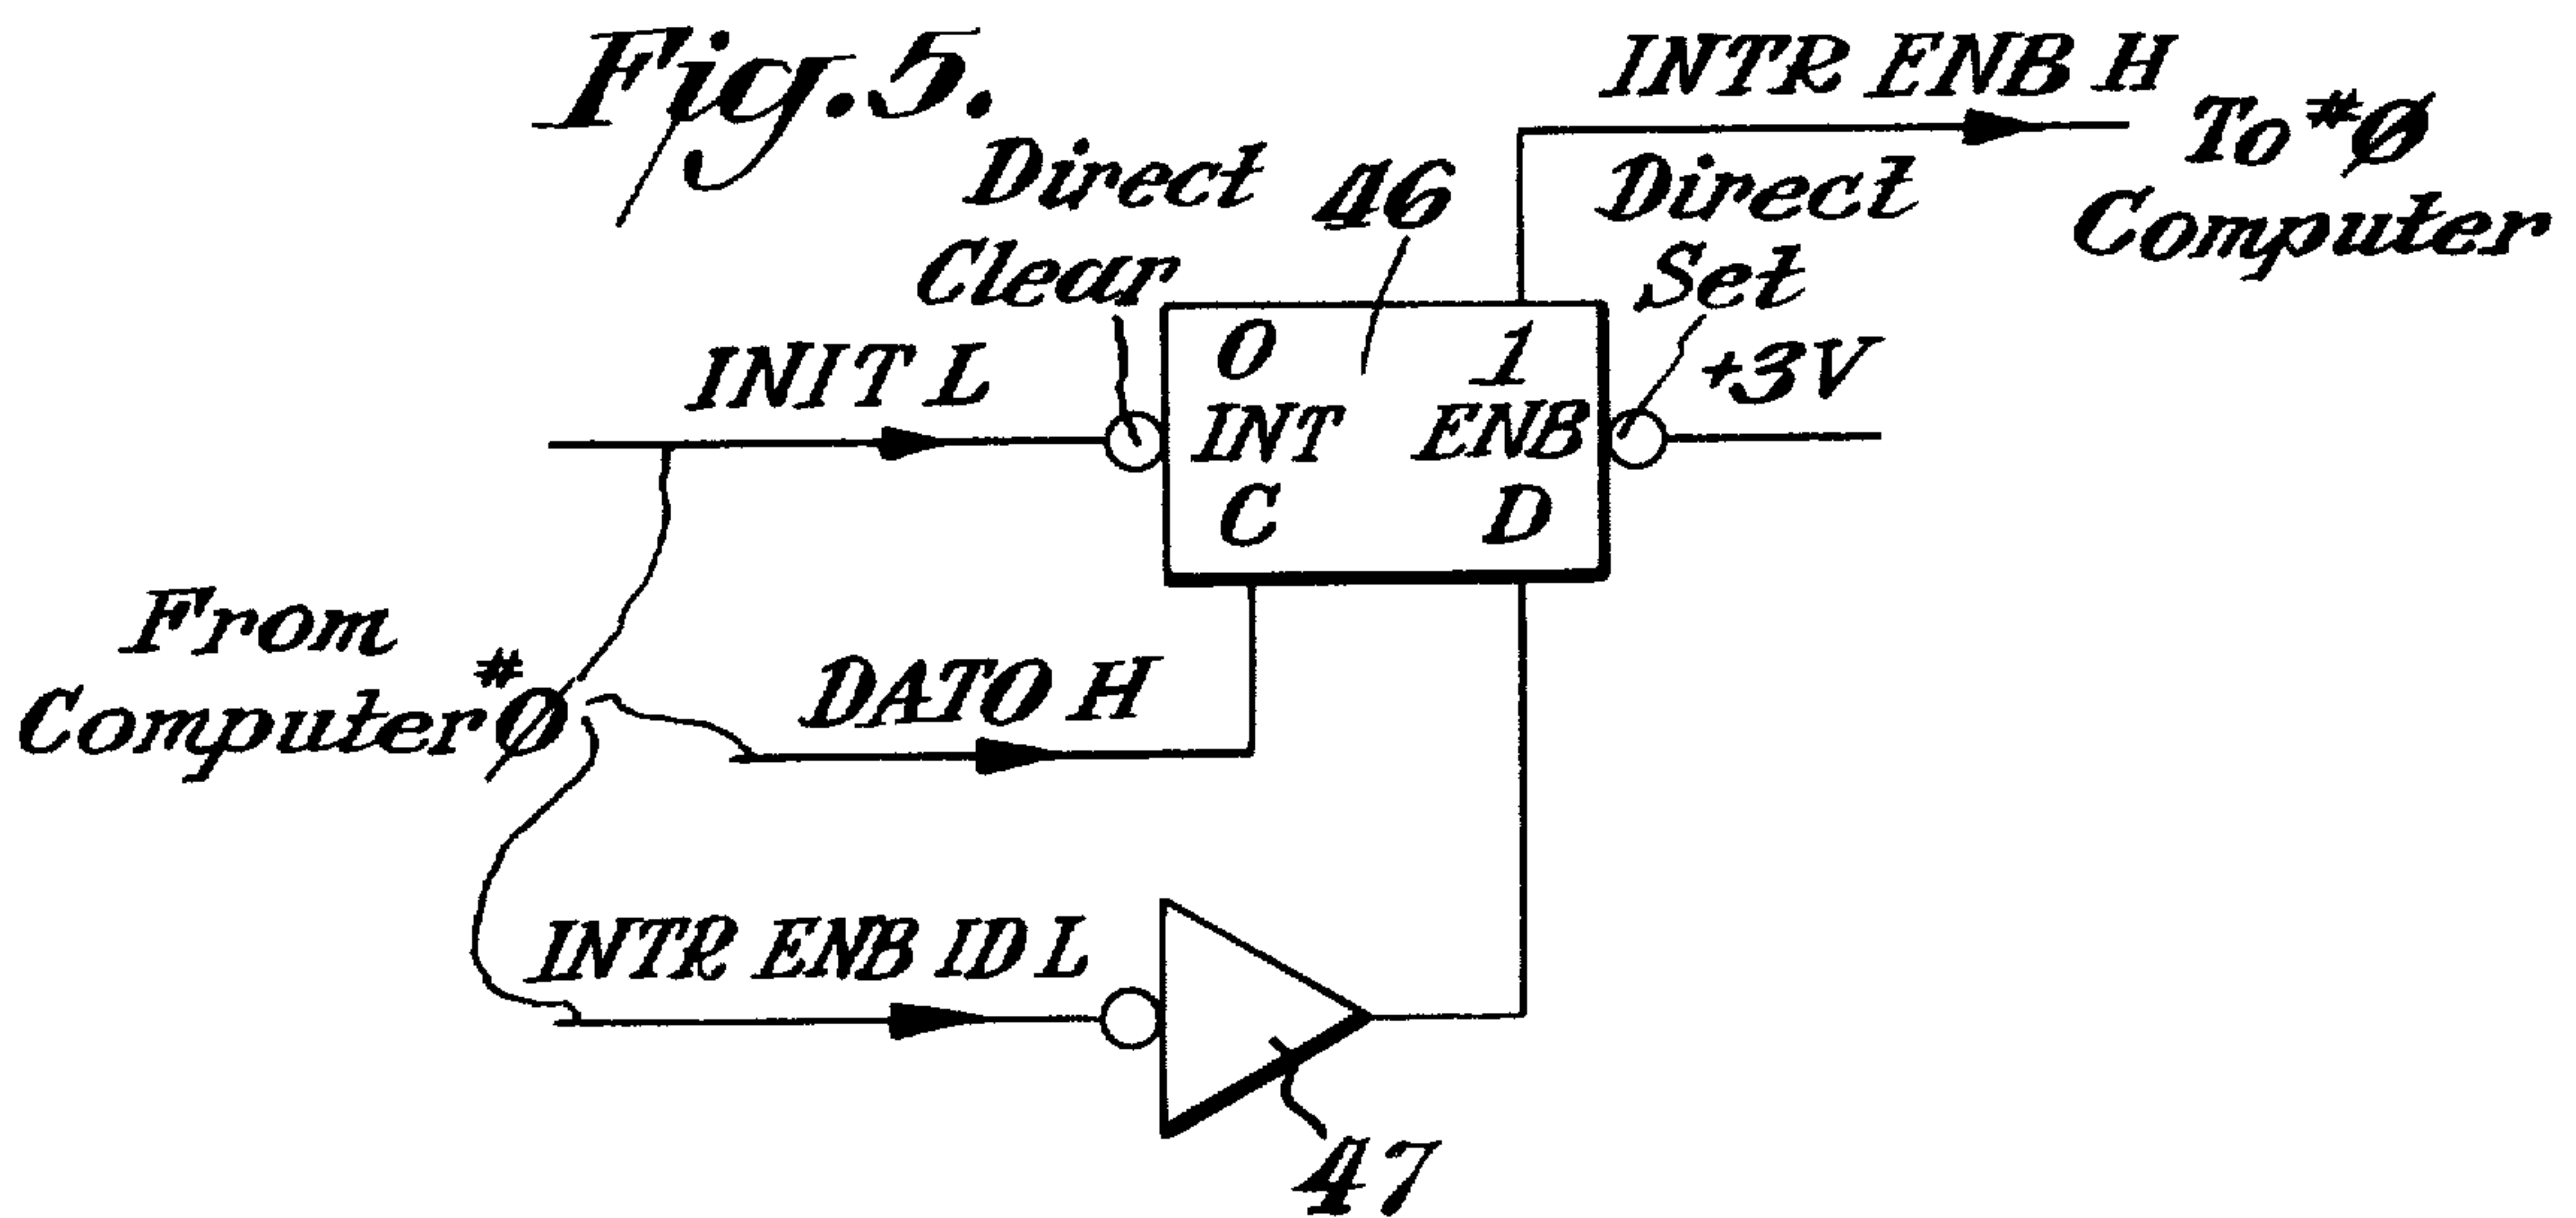 Fig. 5.
INTR ENB H
To #Ø
Computer
Direct
Clear
46
Direct
Set
INIT L
0 1
INT ENB
C D
+3V
From
Computer #Ø
DATO H
INTR ENB ID L
47